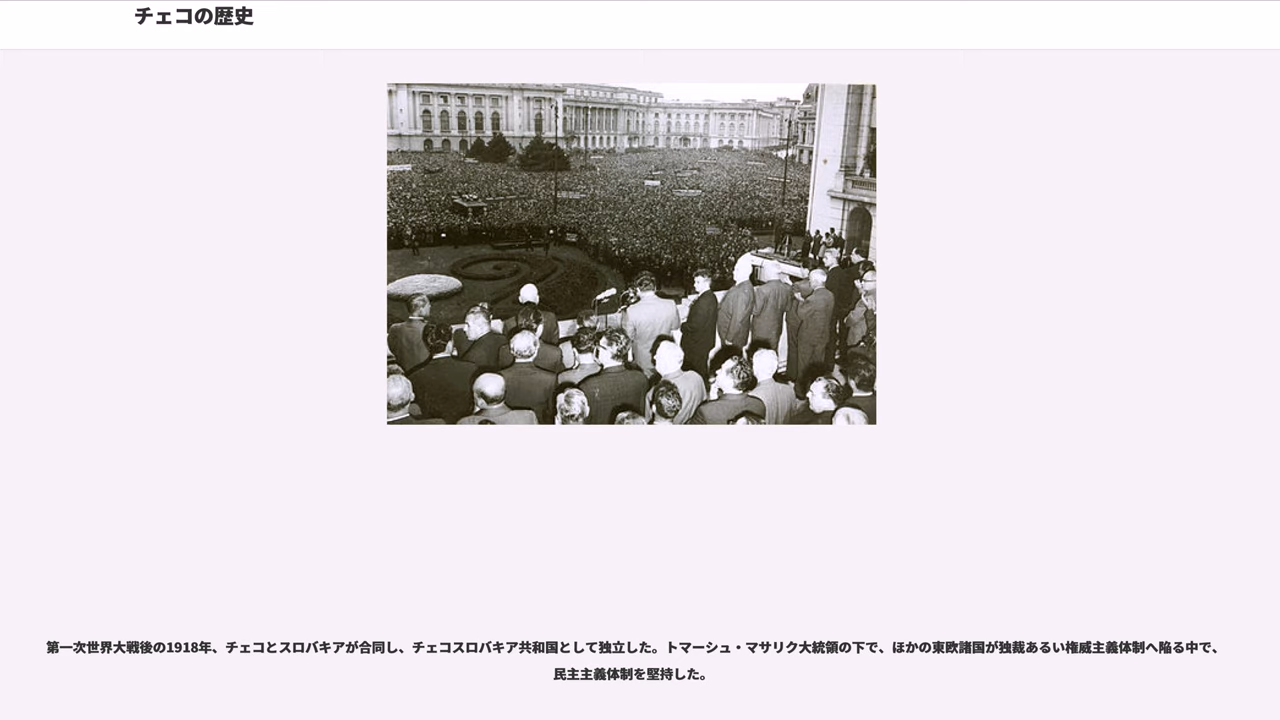 チェコの歴史
第一次世界大戦後の1918年、チェコとスロバキアが合同し、チェコスロバキア共和国として独立した。トマーシュ・マサリク大統領の下で、ほかの東欧諸国が独裁あるい権威主義体制へ陥る中で、
民主主義体制を堅持した。